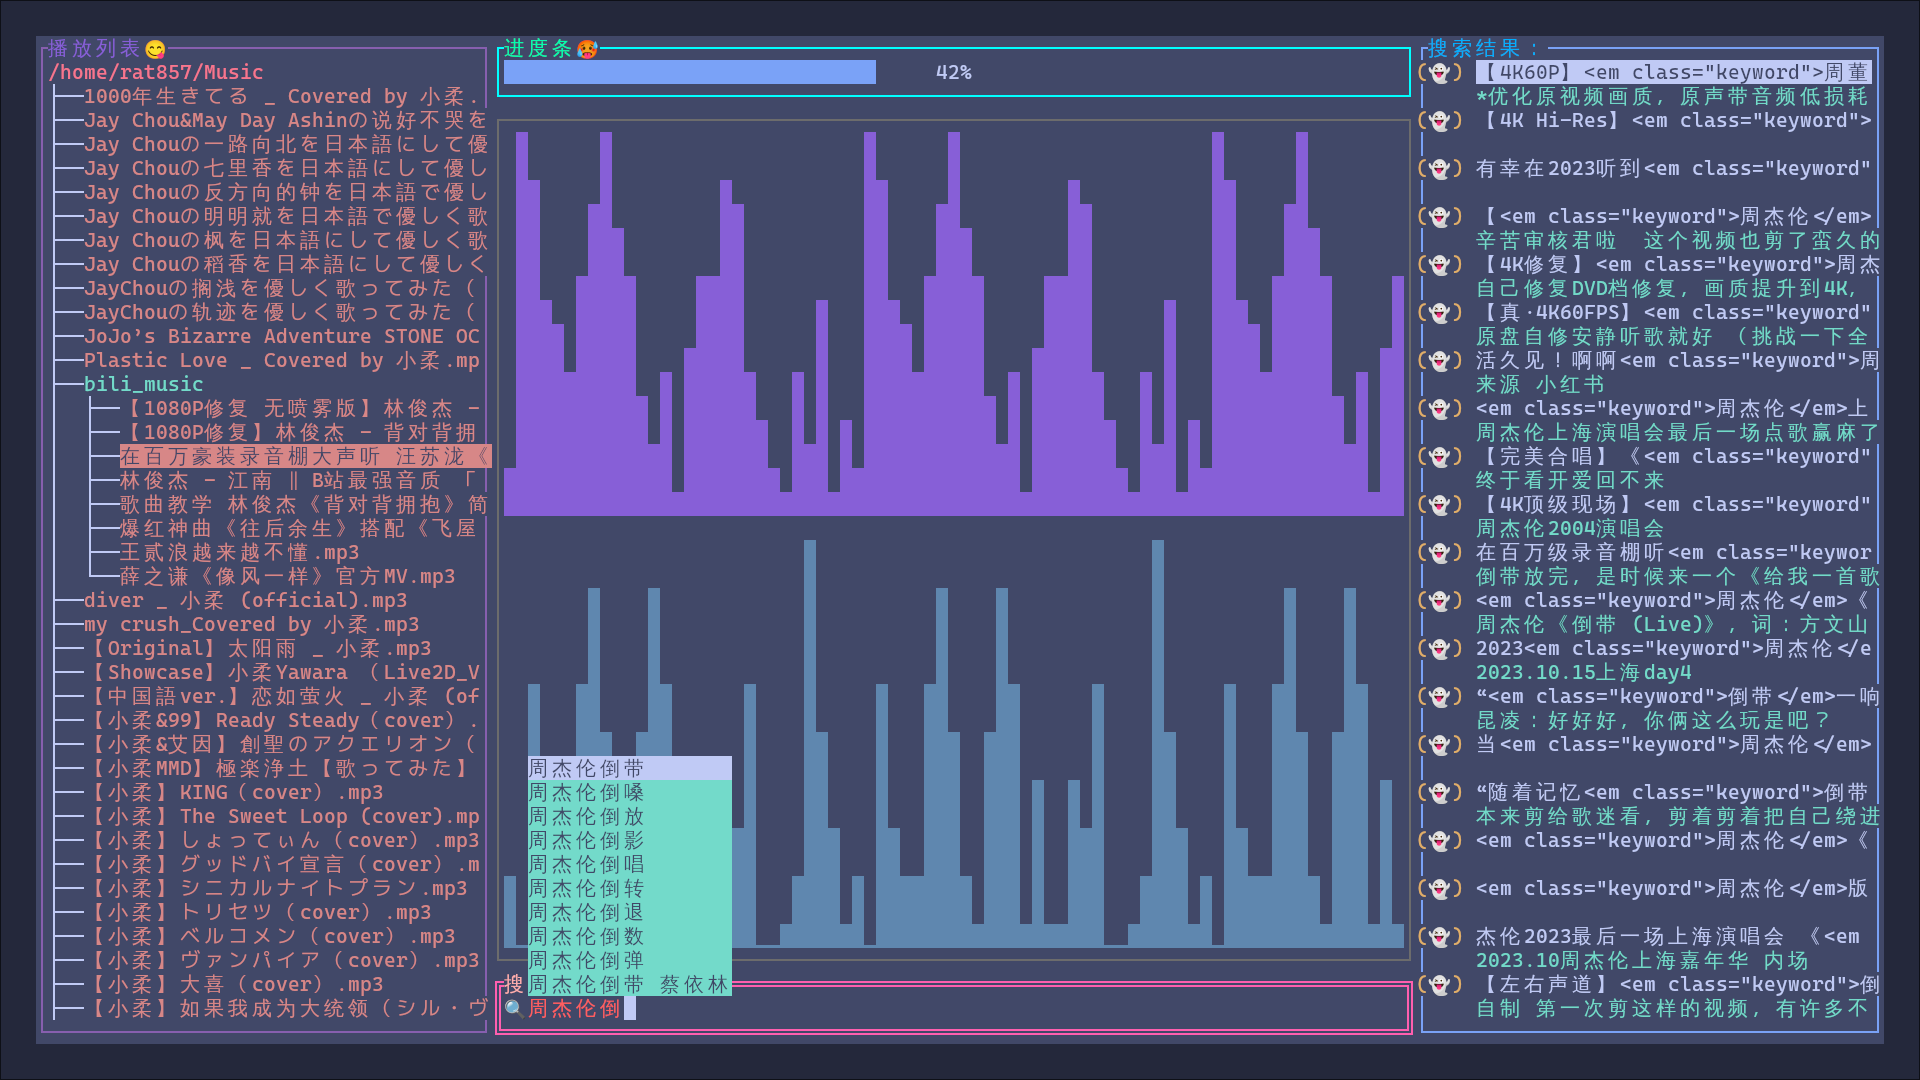 播放列表😋
/home/rat857/Music
1000年生きてる _ Covered by 小柔.
Jay Chou&May Day Ashinの说好不哭を
Jay Chouの一路向北を日本語にして優
Jay Chouの七里香を日本語にして優し
Jay Chouの反方向的钟を日本語で優し
Jay Chouの明明就を日本語で優しく歌
Jay Chouの枫を日本語にして優しく歌
Jay Chouの稻香を日本語にして優しく
JayChouの搁浅を優しく歌ってみた（
JayChouの轨迹を優しく歌ってみた（
JoJo’s Bizarre Adventure STONE OC
Plastic Love _ Covered by 小柔.mp
bili_music
【1080P修复 无喷雾版】林俊杰 -
【1080P修复】林俊杰 - 背对背拥
在百万豪装录音棚大声听 汪苏泷《
林俊杰 - 江南 ‖ B站最强音质 「
歌曲教学 林俊杰《背对背拥抱》简
爆红神曲《往后余生》搭配《飞屋
王贰浪越来越不懂.mp3
薛之谦《像风一样》官方MV.mp3
diver _ 小柔 (official).mp3
my crush_Covered by 小柔.mp3
【Original】太阳雨 _ 小柔.mp3
【Showcase】小柔Yawara （Live2D_V
【中国語ver.】恋如萤火 _ 小柔 (of
【小柔&99】Ready Steady（cover）.
【小柔&艾因】創聖のアクエリオン（
【小柔MMD】極楽浄土【歌ってみた】
【小柔】KING（cover）.mp3
【小柔】The Sweet Loop (cover).mp
【小柔】しょってぃん（cover）.mp3
【小柔】グッドバイ宣言（cover）.m
【小柔】シニカルナイトプラン.mp3
【小柔】トリセツ（cover）.mp3
【小柔】ベルコメン（cover）.mp3
【小柔】ヴァンパイア（cover）.mp3
【小柔】大喜（cover）.mp3
【小柔】如果我成为大统领（シル・ヴ
进度条🥵
42%
周杰伦倒带
周杰伦倒嗓
周杰伦倒放
周杰伦倒影
周杰伦倒唱
周杰伦倒转
周杰伦倒退
周杰伦倒数
周杰伦倒弹
周杰伦倒带 蔡依林
搜
🔍周杰伦倒
搜索结果：
(👻) 【4K60P】<em class="keyword">周董
*优化原视频画质, 原声带音频低损耗
(👻) 【4K Hi-Res】<em class="keyword">
(👻) 有幸在2023听到<em class="keyword"
(👻) 【<em class="keyword">周杰伦</em>
辛苦审核君啦  这个视频也剪了蛮久的
(👻) 【4K修复】<em class="keyword">周杰
自己修复DVD档修复, 画质提升到4K,
(👻) 【真·4K60FPS】<em class="keyword"
原盘自修安静听歌就好 （挑战一下全
(👻) 活久见！啊啊<em class="keyword">周
来源 小红书
(👻) <em class="keyword">周杰伦</em>上
周杰伦上海演唱会最后一场点歌赢麻了
(👻) 【完美合唱】《<em class="keyword"
终于看开爱回不来
(👻) 【4K顶级现场】<em class="keyword"
周杰伦2004演唱会
(👻) 在百万级录音棚听<em class="keywor
倒带放完, 是时候来一个《给我一首歌
(👻) <em class="keyword">周杰伦</em>《
周杰伦《倒带 (Live)》, 词：方文山
(👻) 2023<em class="keyword">周杰伦</e
2023.10.15上海day4
(👻) “<em class="keyword">倒带</em>一响
昆凌：好好好, 你俩这么玩是吧？
(👻) 当<em class="keyword">周杰伦</em>
(👻) “随着记忆<em class="keyword">倒带
本来剪给歌迷看, 剪着剪着把自己绕进
(👻) <em class="keyword">周杰伦</em>《
(👻) <em class="keyword">周杰伦</em>版
(👻) 杰伦2023最后一场上海演唱会 《<em
2023.10周杰伦上海嘉年华 内场
(👻) 【左右声道】<em class="keyword">倒
自制 第一次剪这样的视频, 有许多不